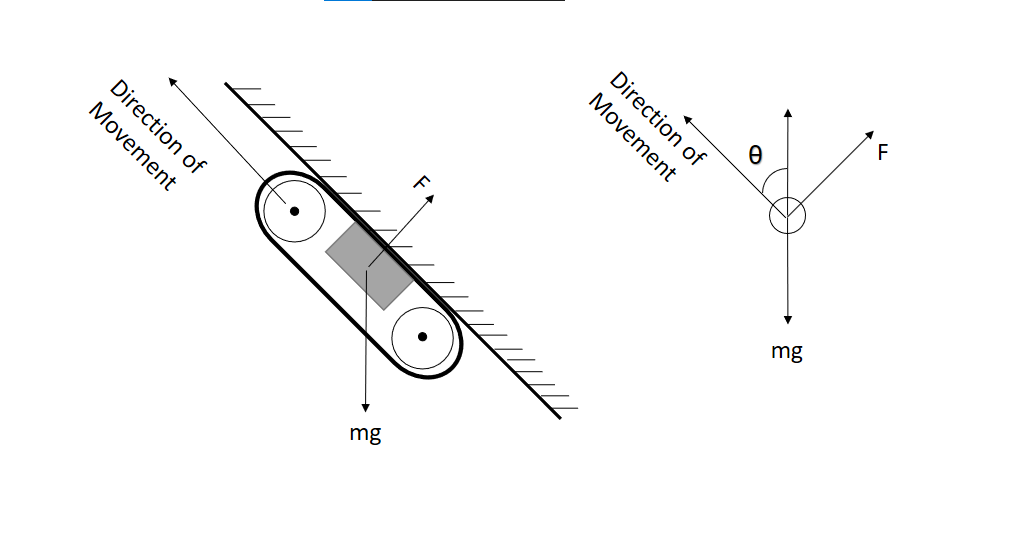 Direction of
Movement
F
mg
Direction of
Movement
θ
F
mg